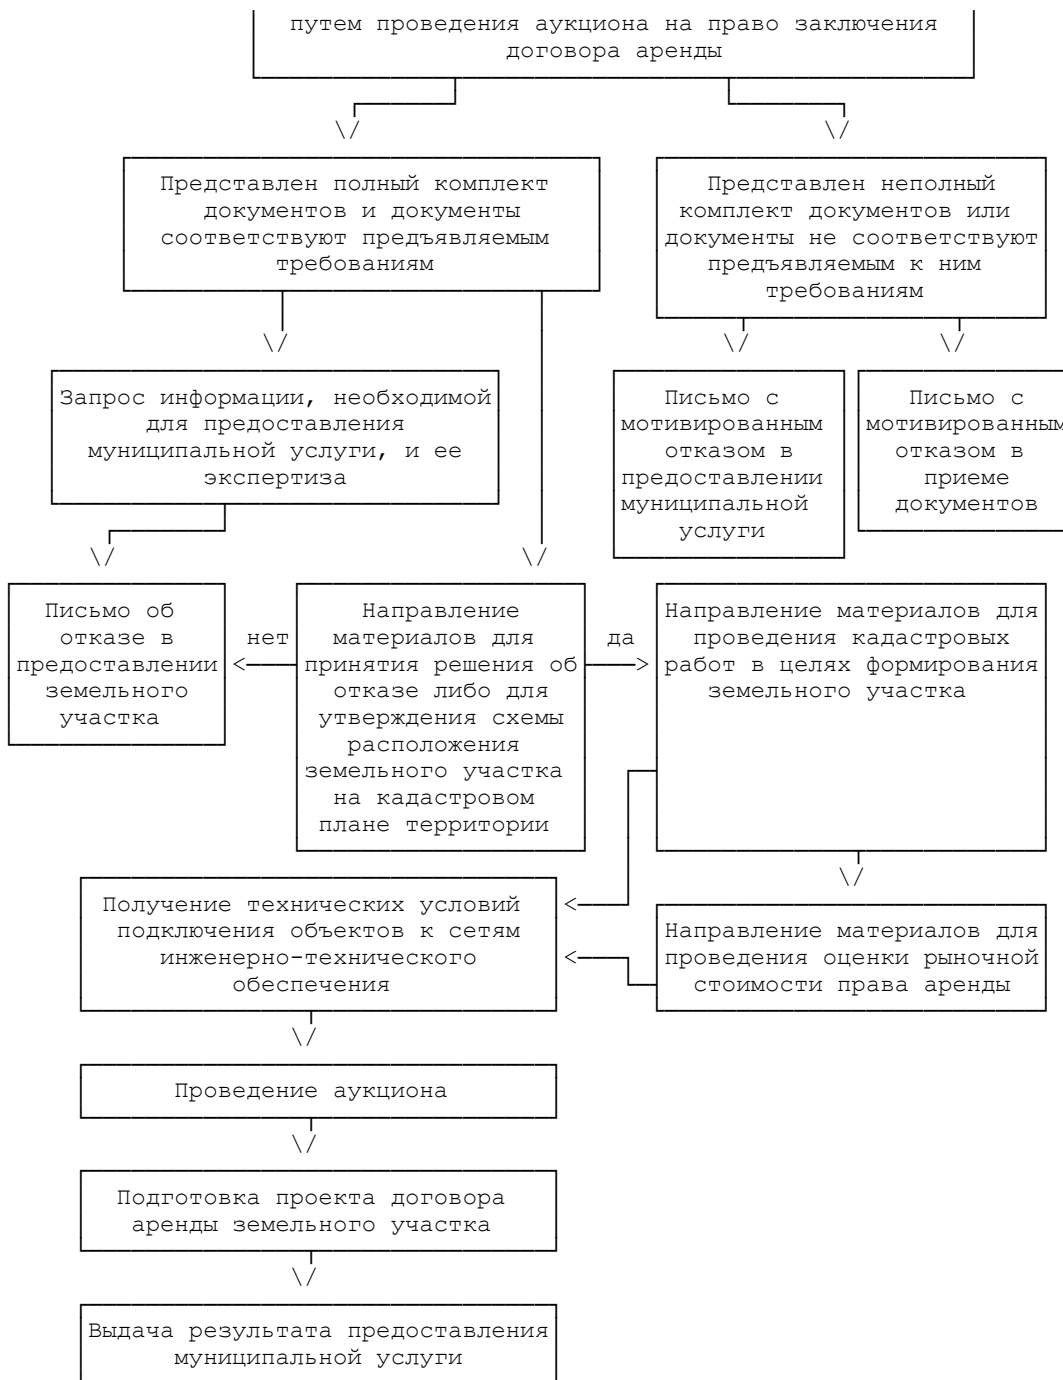 путем проведения аукциона на право заключения
договора аренды
Представлен полный комплект
документов и документы
соответствуют предъявляемым
требованиям
Представлен неполный
комплект документов или
документы не соответствуют
предъявляемым к ним
требованиям
Запрос информации, необходимой
для предоставления
муниципальной услуги, и ее
экспертиза
Письмо с
мотивированным
отказом в
предоставлении
муниципальной
услуги
Письмо с
мотивированным
отказом в
приеме
документов
Письмо об
отказе в
предоставлении
земельного
участка
нет
Направление
материалов для
принятия решения об
отказе либо для
утверждения схемы
расположения
земельного участка
на кадастровом
плане территории
да
Направление материалов для
проведения кадастровых
работ в целях формирования
земельного участка
Получение технических условий
подключения объектов к сетям
инженерно-технического
обеспечения
Направление материалов для
проведения оценки рыночной
стоимости права аренды
Проведение аукциона
Подготовка проекта договора
аренды земельного участка
Выдача результата предоставления
муниципальной услуги